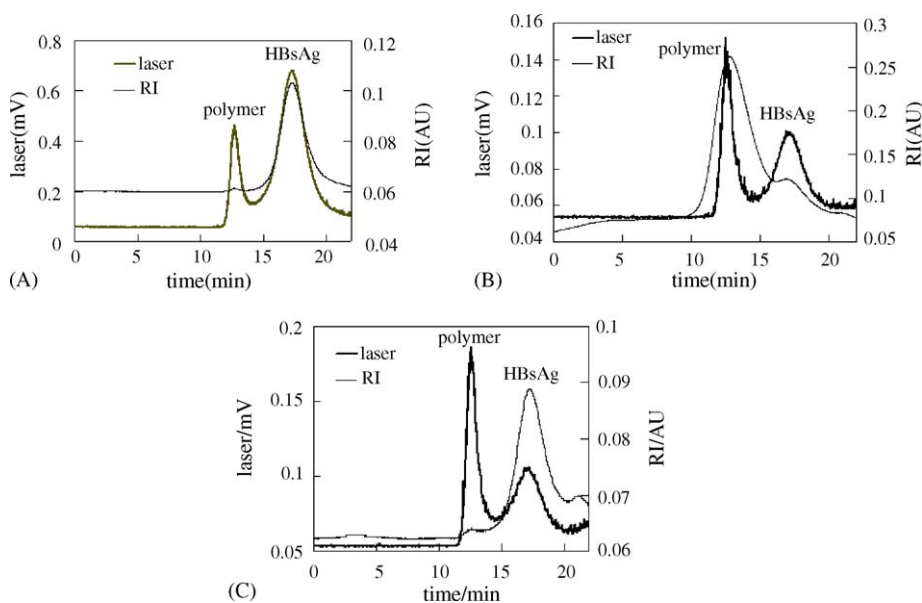 0.8
0.6
0.4
0.2
0
laser(mV)
laser
RI
polymer
HBsAg
0.12
0.10
0.08
0.06
0.04
RI(AU)
0 5 10 15 20
time(min)
(A)
0.16
0.14
0.12
0.1
0.08
0.06
0.04
laser(mV)
laser
RI
polymer
HBsAg
0.3
0.25
0.20
0.15
0.10
0.05
RI(AU)
0 5 10 15 20
time(min)
(B)
0.2
0.15
0.1
0.05
laser/mV
laser
RI
polymer
HBsAg
0.1
0.09
0.08
0.07
0.06
RI/AU
0 5 10 15 20
time/min
(C)